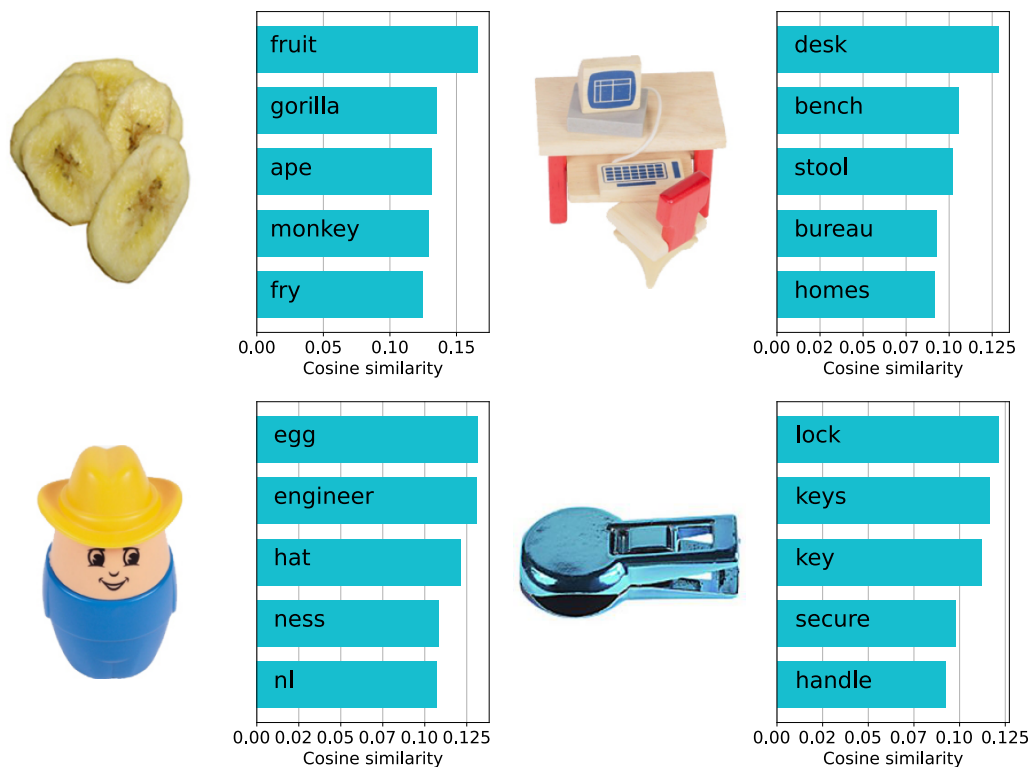 fruit
gorilla
ape
monkey
fry
0.00 0.05 0.10 0.15
Cosine similarity
desk
bench
stool
bureau
homes
0.00 0.02 0.05 0.07 0.10 0.125
Cosine similarity
egg
engineer
hat
ness
nl
0.00 0.02 0.05 0.07 0.10 0.125
Cosine similarity
lock
keys
key
secure
handle
0.00 0.02 0.05 0.07 0.10 0.125
Cosine similarity